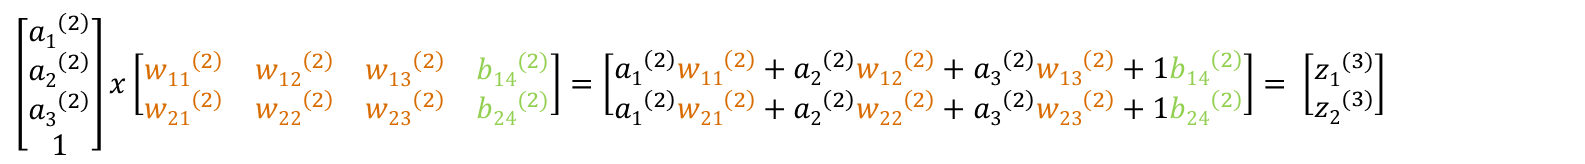 [a₁⁽²⁾ a₂⁽²⁾ a₃⁽²⁾ 1] x [w₁₁⁽²⁾ w₁₂⁽²⁾ w₁₃⁽²⁾ b₁₄⁽²⁾ w₂₁⁽²⁾ w₂₂⁽²⁾ w₂₃⁽²⁾ b₂₄⁽²⁾] = [a₁⁽²⁾w₁₁⁽²⁾ + a₂⁽²⁾w₁₂⁽²⁾ + a₃⁽²⁾w₁₃⁽²⁾ + 1b₁₄⁽²⁾ a₁⁽²⁾w₂₁⁽²⁾ + a₂⁽²⁾w₂₂⁽²⁾ + a₃⁽²⁾w₂₃⁽²⁾ + 1b₂₄⁽²⁾] = [z₁⁽³⁾ z₂⁽³⁾]